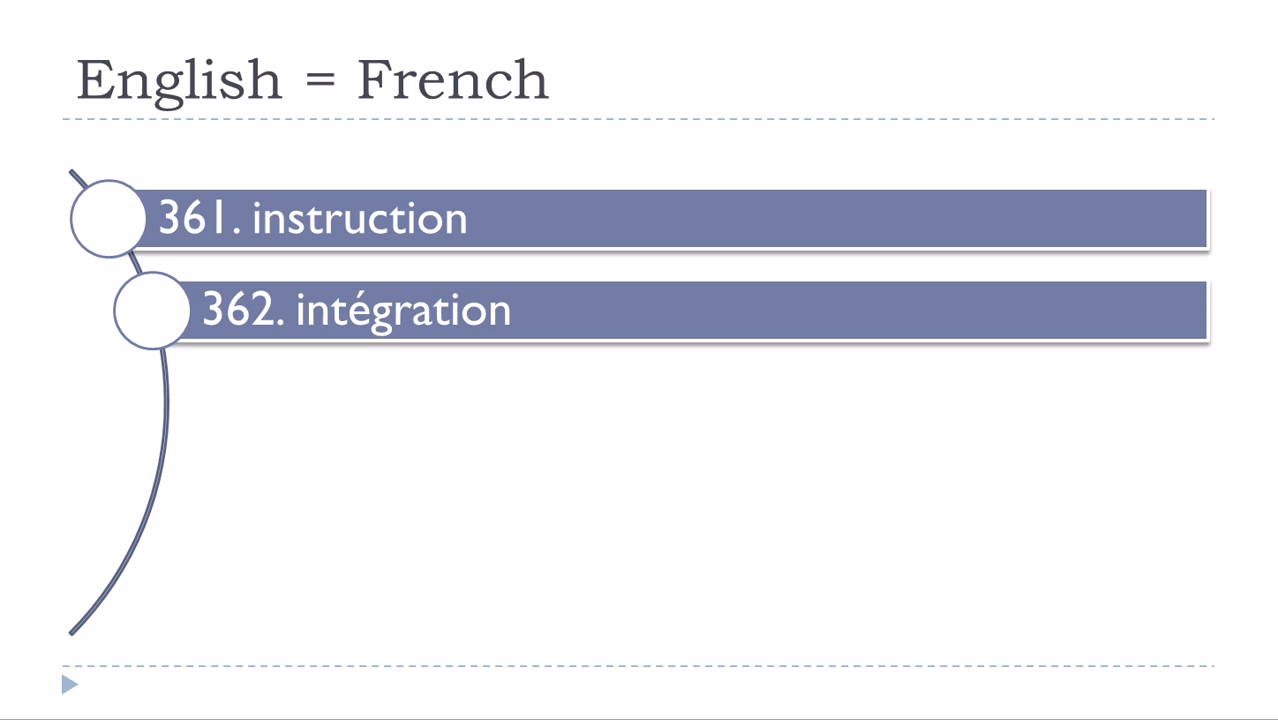 English = French
361. instruction
362. intégration